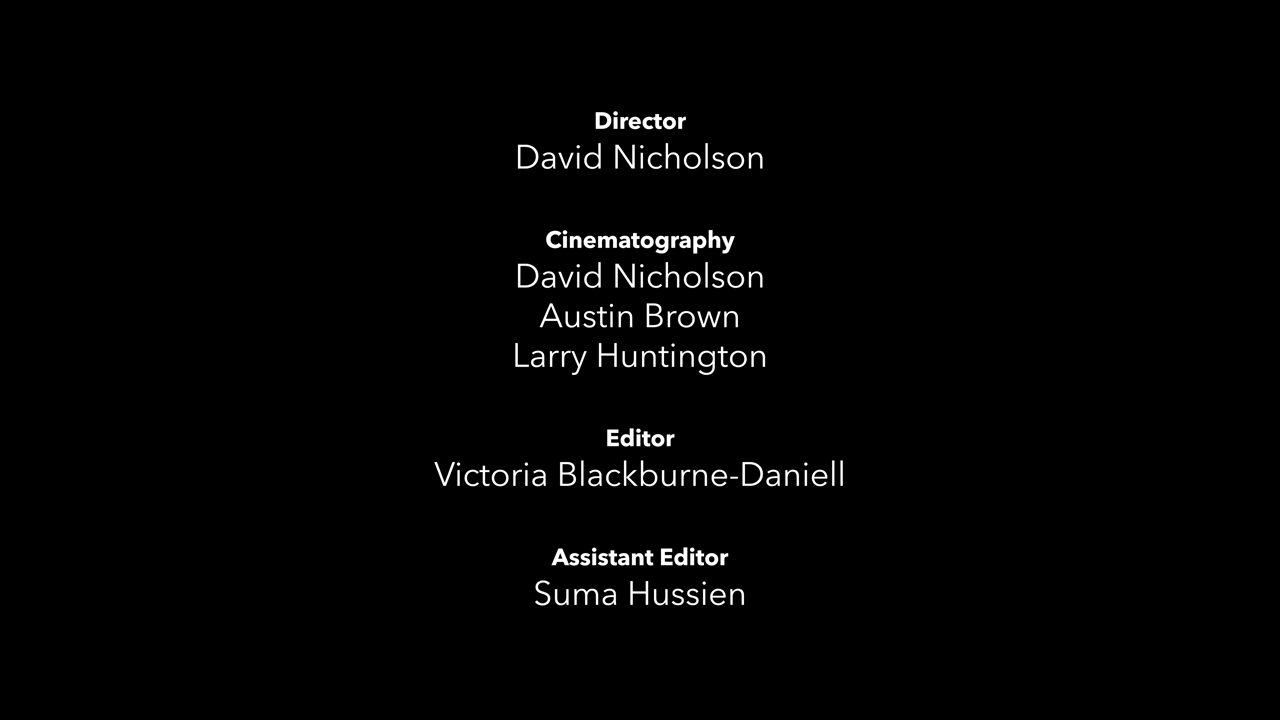 Director
David Nicholson
Cinematography
David Nicholson
Austin Brown
Larry Huntington
Editor
Victoria Blackburne-Daniell
Assistant Editor
Suma Hussien